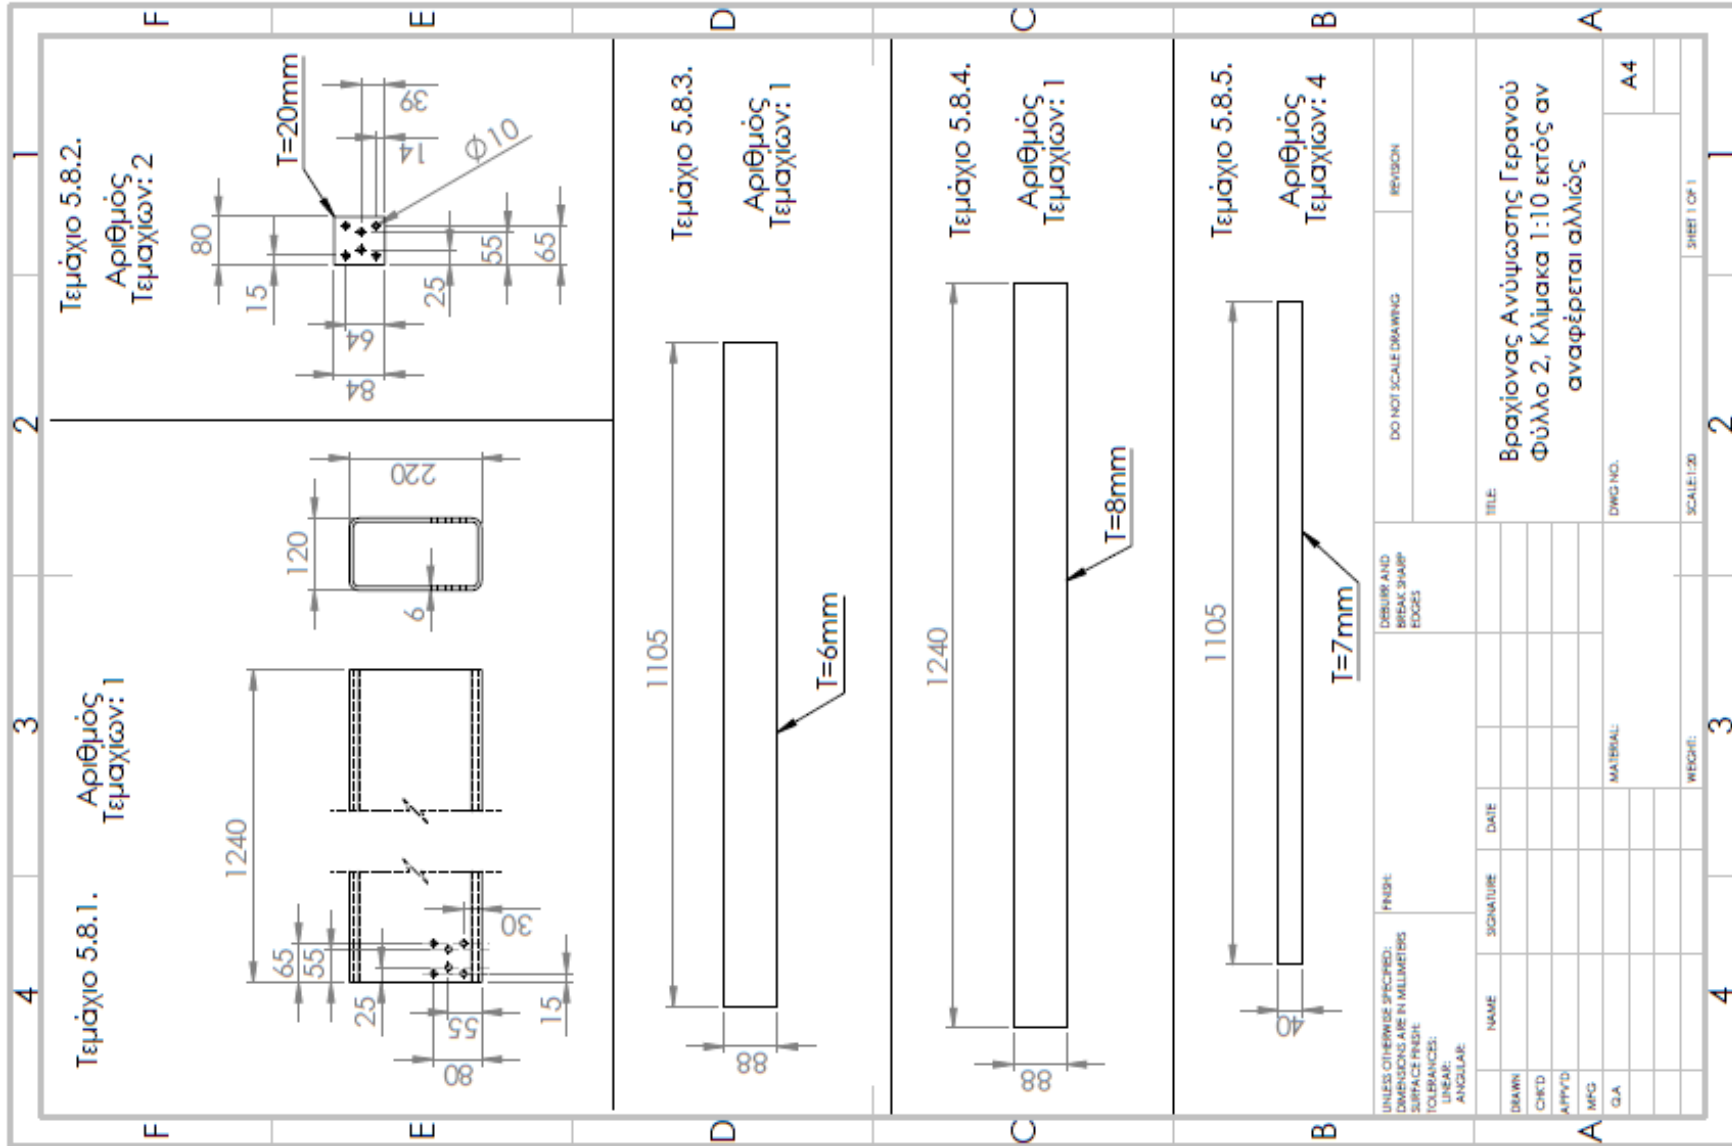 4
3
2
1
F
E
D
C
B
A
F
E
D
C
B
A
4
3
2
1
Τεμάχιο 5.8.1.
Αριθμός
Τεμαχίων: 1
1240
65
55
25
55
80
30
15
120
220
6
Τεμάχιο 5.8.2.
Αριθμός
Τεμαχίων: 2
T=20mm
80
15
64
84
39
14
Φ10
25
55
65
Τεμάχιο 5.8.3.
Αριθμός
Τεμαχίων: 1
1105
88
T=6mm
Τεμάχιο 5.8.4.
Αριθμός
Τεμαχίων: 1
1240
88
T=8mm
Τεμάχιο 5.8.5.
Αριθμός
Τεμαχίων: 4
1105
40
T=7mm
UNLESS OTHERWISE SPECIFIED:
DIMENSIONS ARE IN MILLIMETERS
SURFACE FINISH:
TOLERANCES:
LINEAR:
ANGULAR:
FINISH:
DEBURR AND
BREAK SHARP
EDGES
DO NOT SCALE DRAWING
REVISION
NAME
SIGNATURE
DATE
DRAWN
CHK'D
APPV'D
MFG
Q.A
MATERIAL:
WEIGHT:
TITLE:
Βραχίονας Ανύψωσης Γερανού
Φύλλο 2, Κλίμακα 1:10 εκτός αν
αναφέρεται αλλιώς
DWG NO.
A4
SCALE:1:20
SHEET 1 OF 1